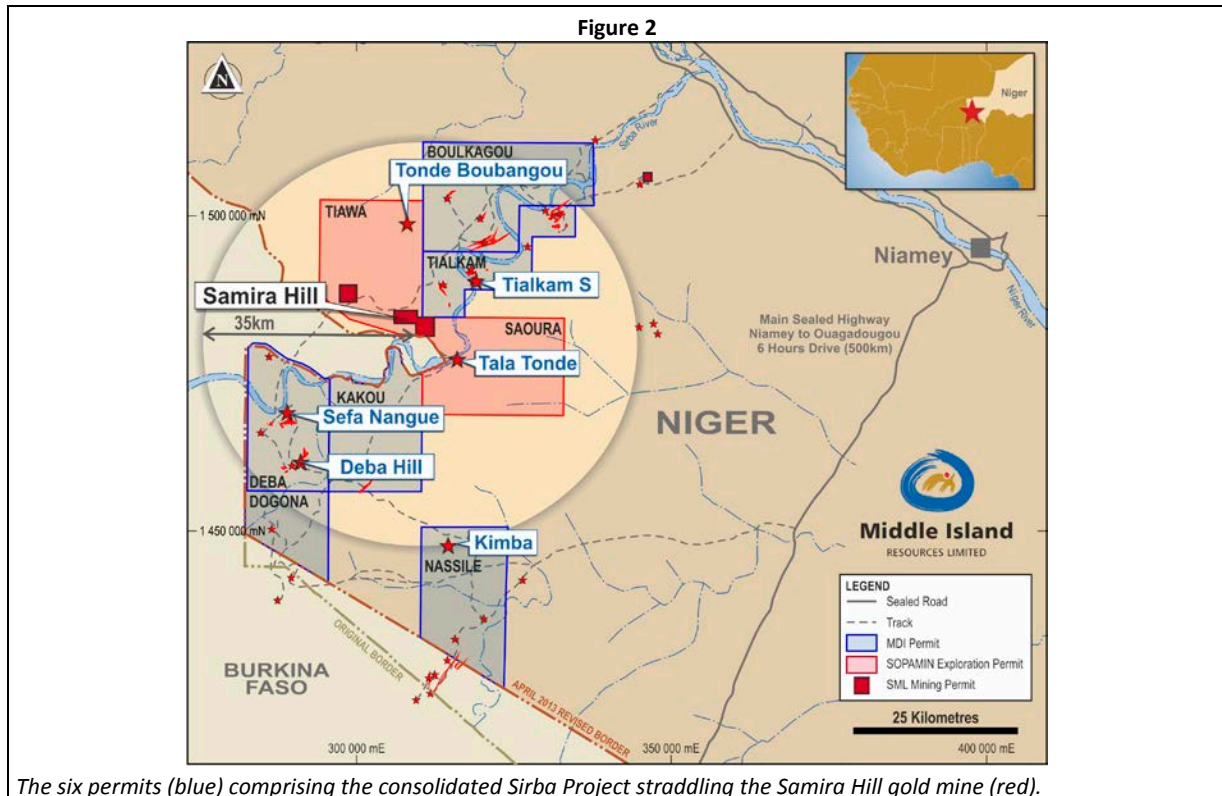 Figure 2
N
Niger
Sirba River
BOULKAGOU
Tonde Boubangou
TIAWA
1 500 000 mN
Niamey
TIALKAM
Tialkam S
Samira Hill
Niger River
35km
SAOURA
Main Sealed Highway
Niamey to Ouagadougou
6 Hours Drive (500km)
Tala Tonde
KAKOU
NIGER
Sefa Nangue
Deba Hill
DEBA
DOGONA
1 450 000 mN
Kimba
NASSILE
Middle Island
RESOURCES LIMITED
LEGEND
Sealed Road
Track
MDI Permit
SOPAMIN Exploration Permit
SML Mining Permit
ORIGINAL BORDER
BURKINA
FASO
APRIL 2013 REVISED BORDER
25 Kilometres
300 000 mE
350 000 mE
400 000 mE
The six permits (blue) comprising the consolidated Sirba Project straddling the Samira Hill gold mine (red).